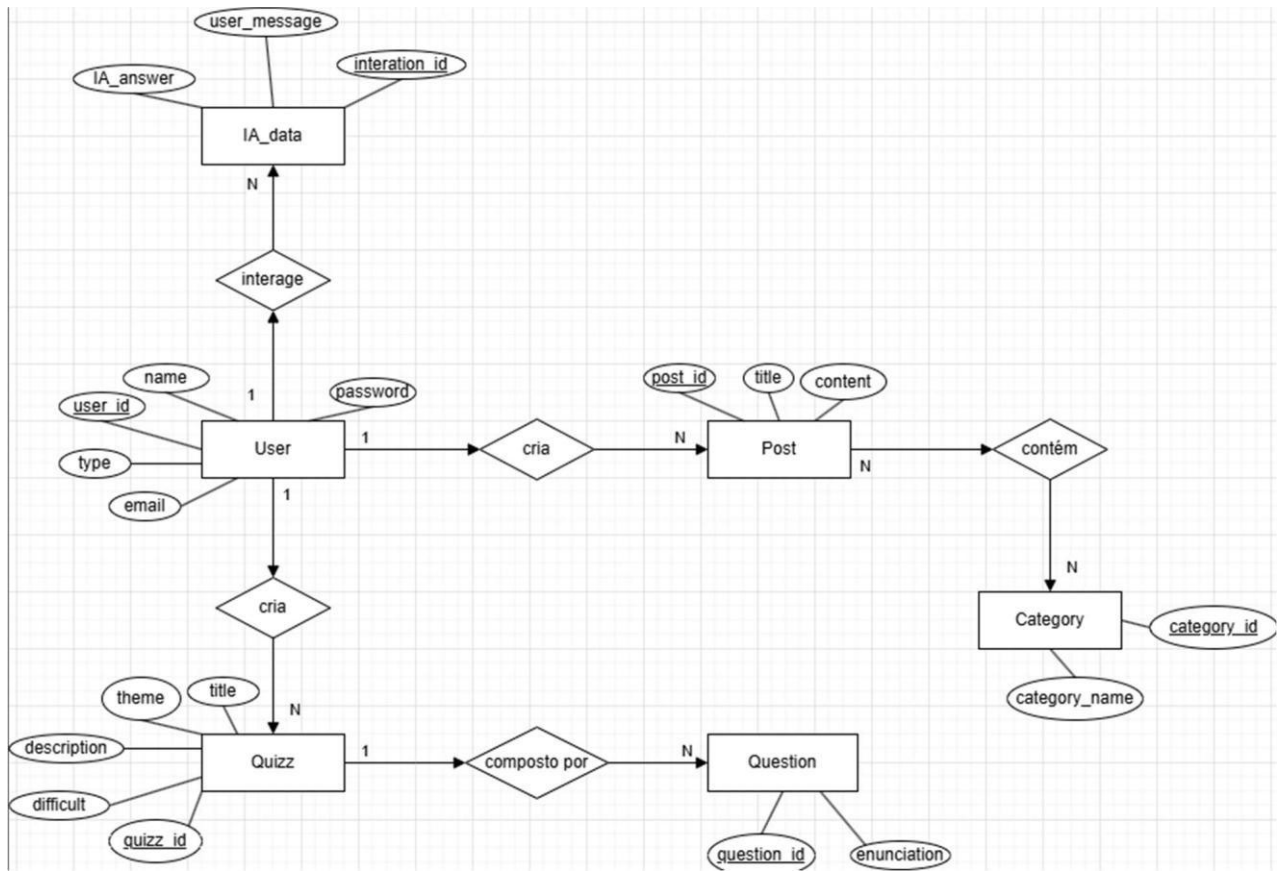 user_message
IA_answer
interation_id
IA_data
N
interage
1
name
user_id
password
User
type
email
1
cria
N
post_id
title
content
Post
N
contém
N
Category
category_id
category_name
1
cria
N
theme
title
description
Quizz
difficult
quizz_id
1
composto por
N
Question
question_id
enunciation